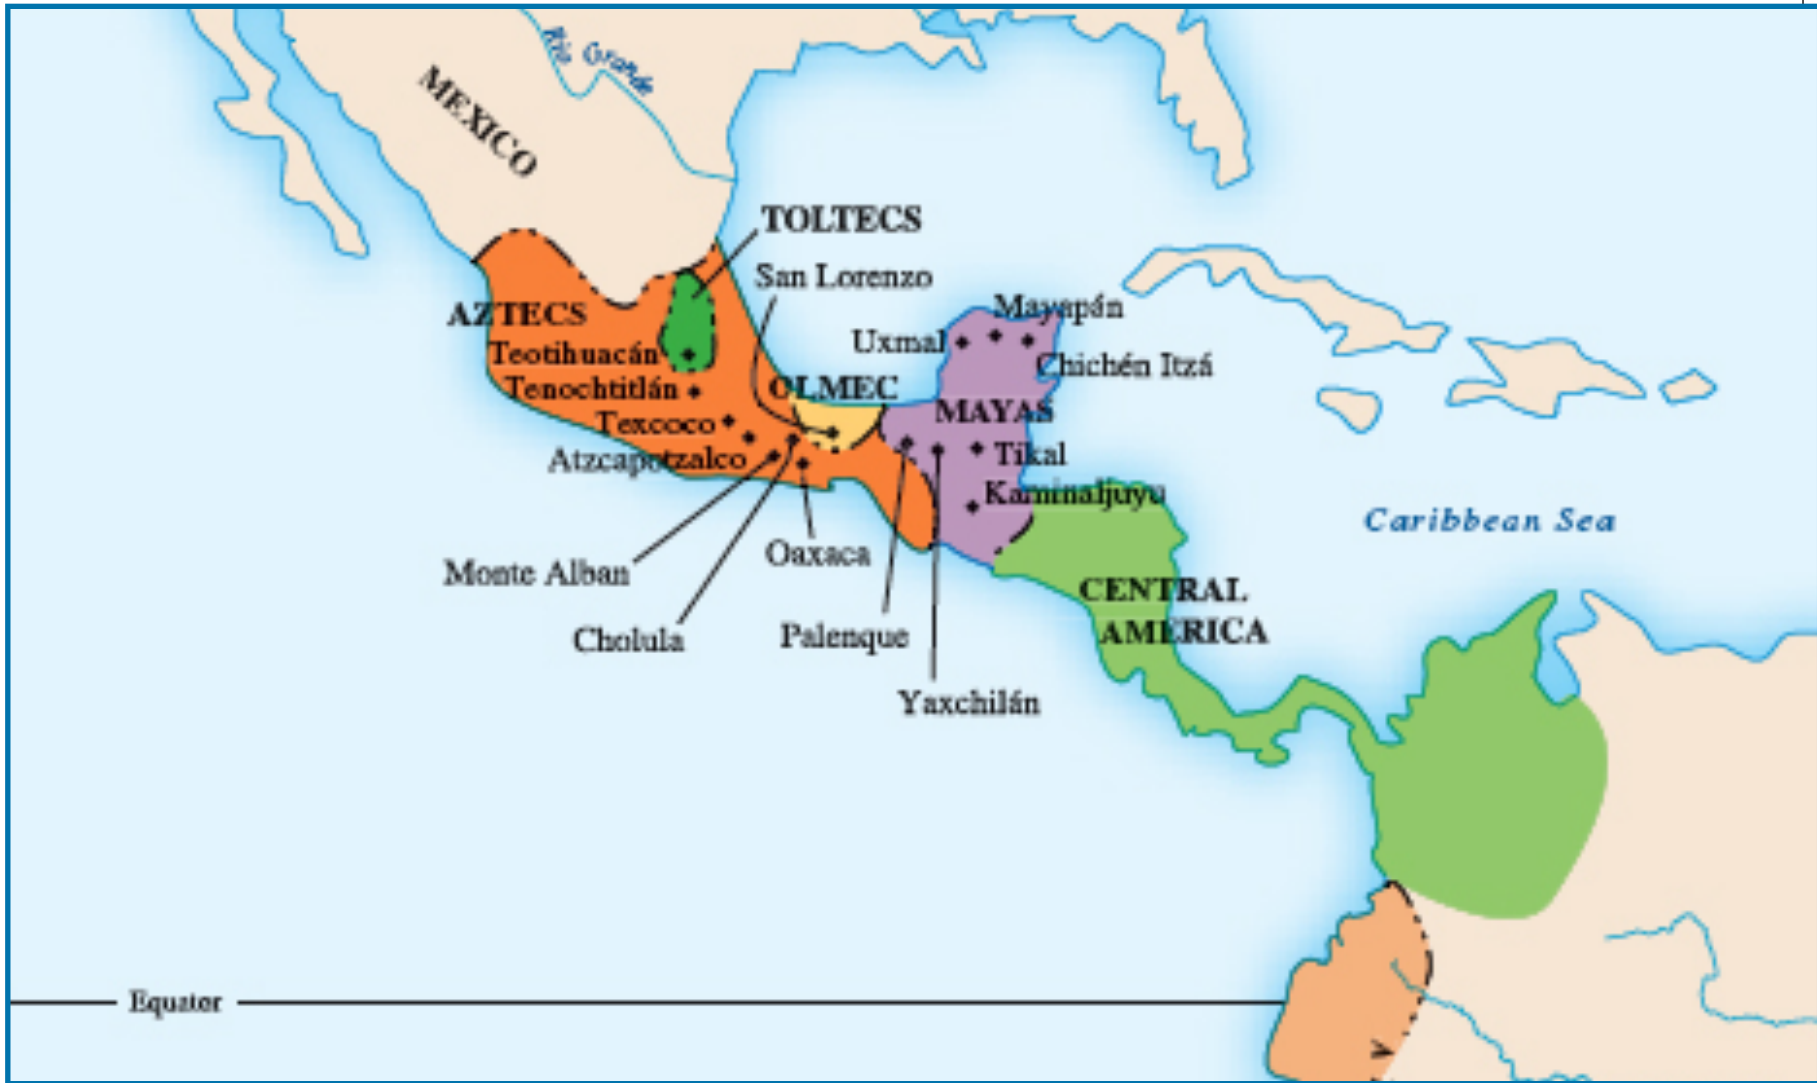 Rio Grande
MEXICO
TOLTECS
San Lorenzo
AZTECS
Mayapán
Uxmal
Teotihuacán
Chichén Itzá
Tenochtitlán
OLMEC
MAYAS
Texcoco
Atzcapotzalco
Tikal
Kaminaljuyu
Caribbean Sea
Oaxaca
Monte Alban
CENTRAL
AMERICA
Cholula
Palenque
Yaxchilán
Equator